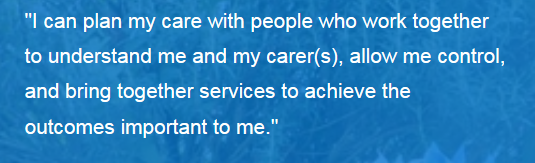 "I can plan my care with people who work together
to understand me and my carer(s), allow me control,
and bring together services to achieve the
outcomes important to me."